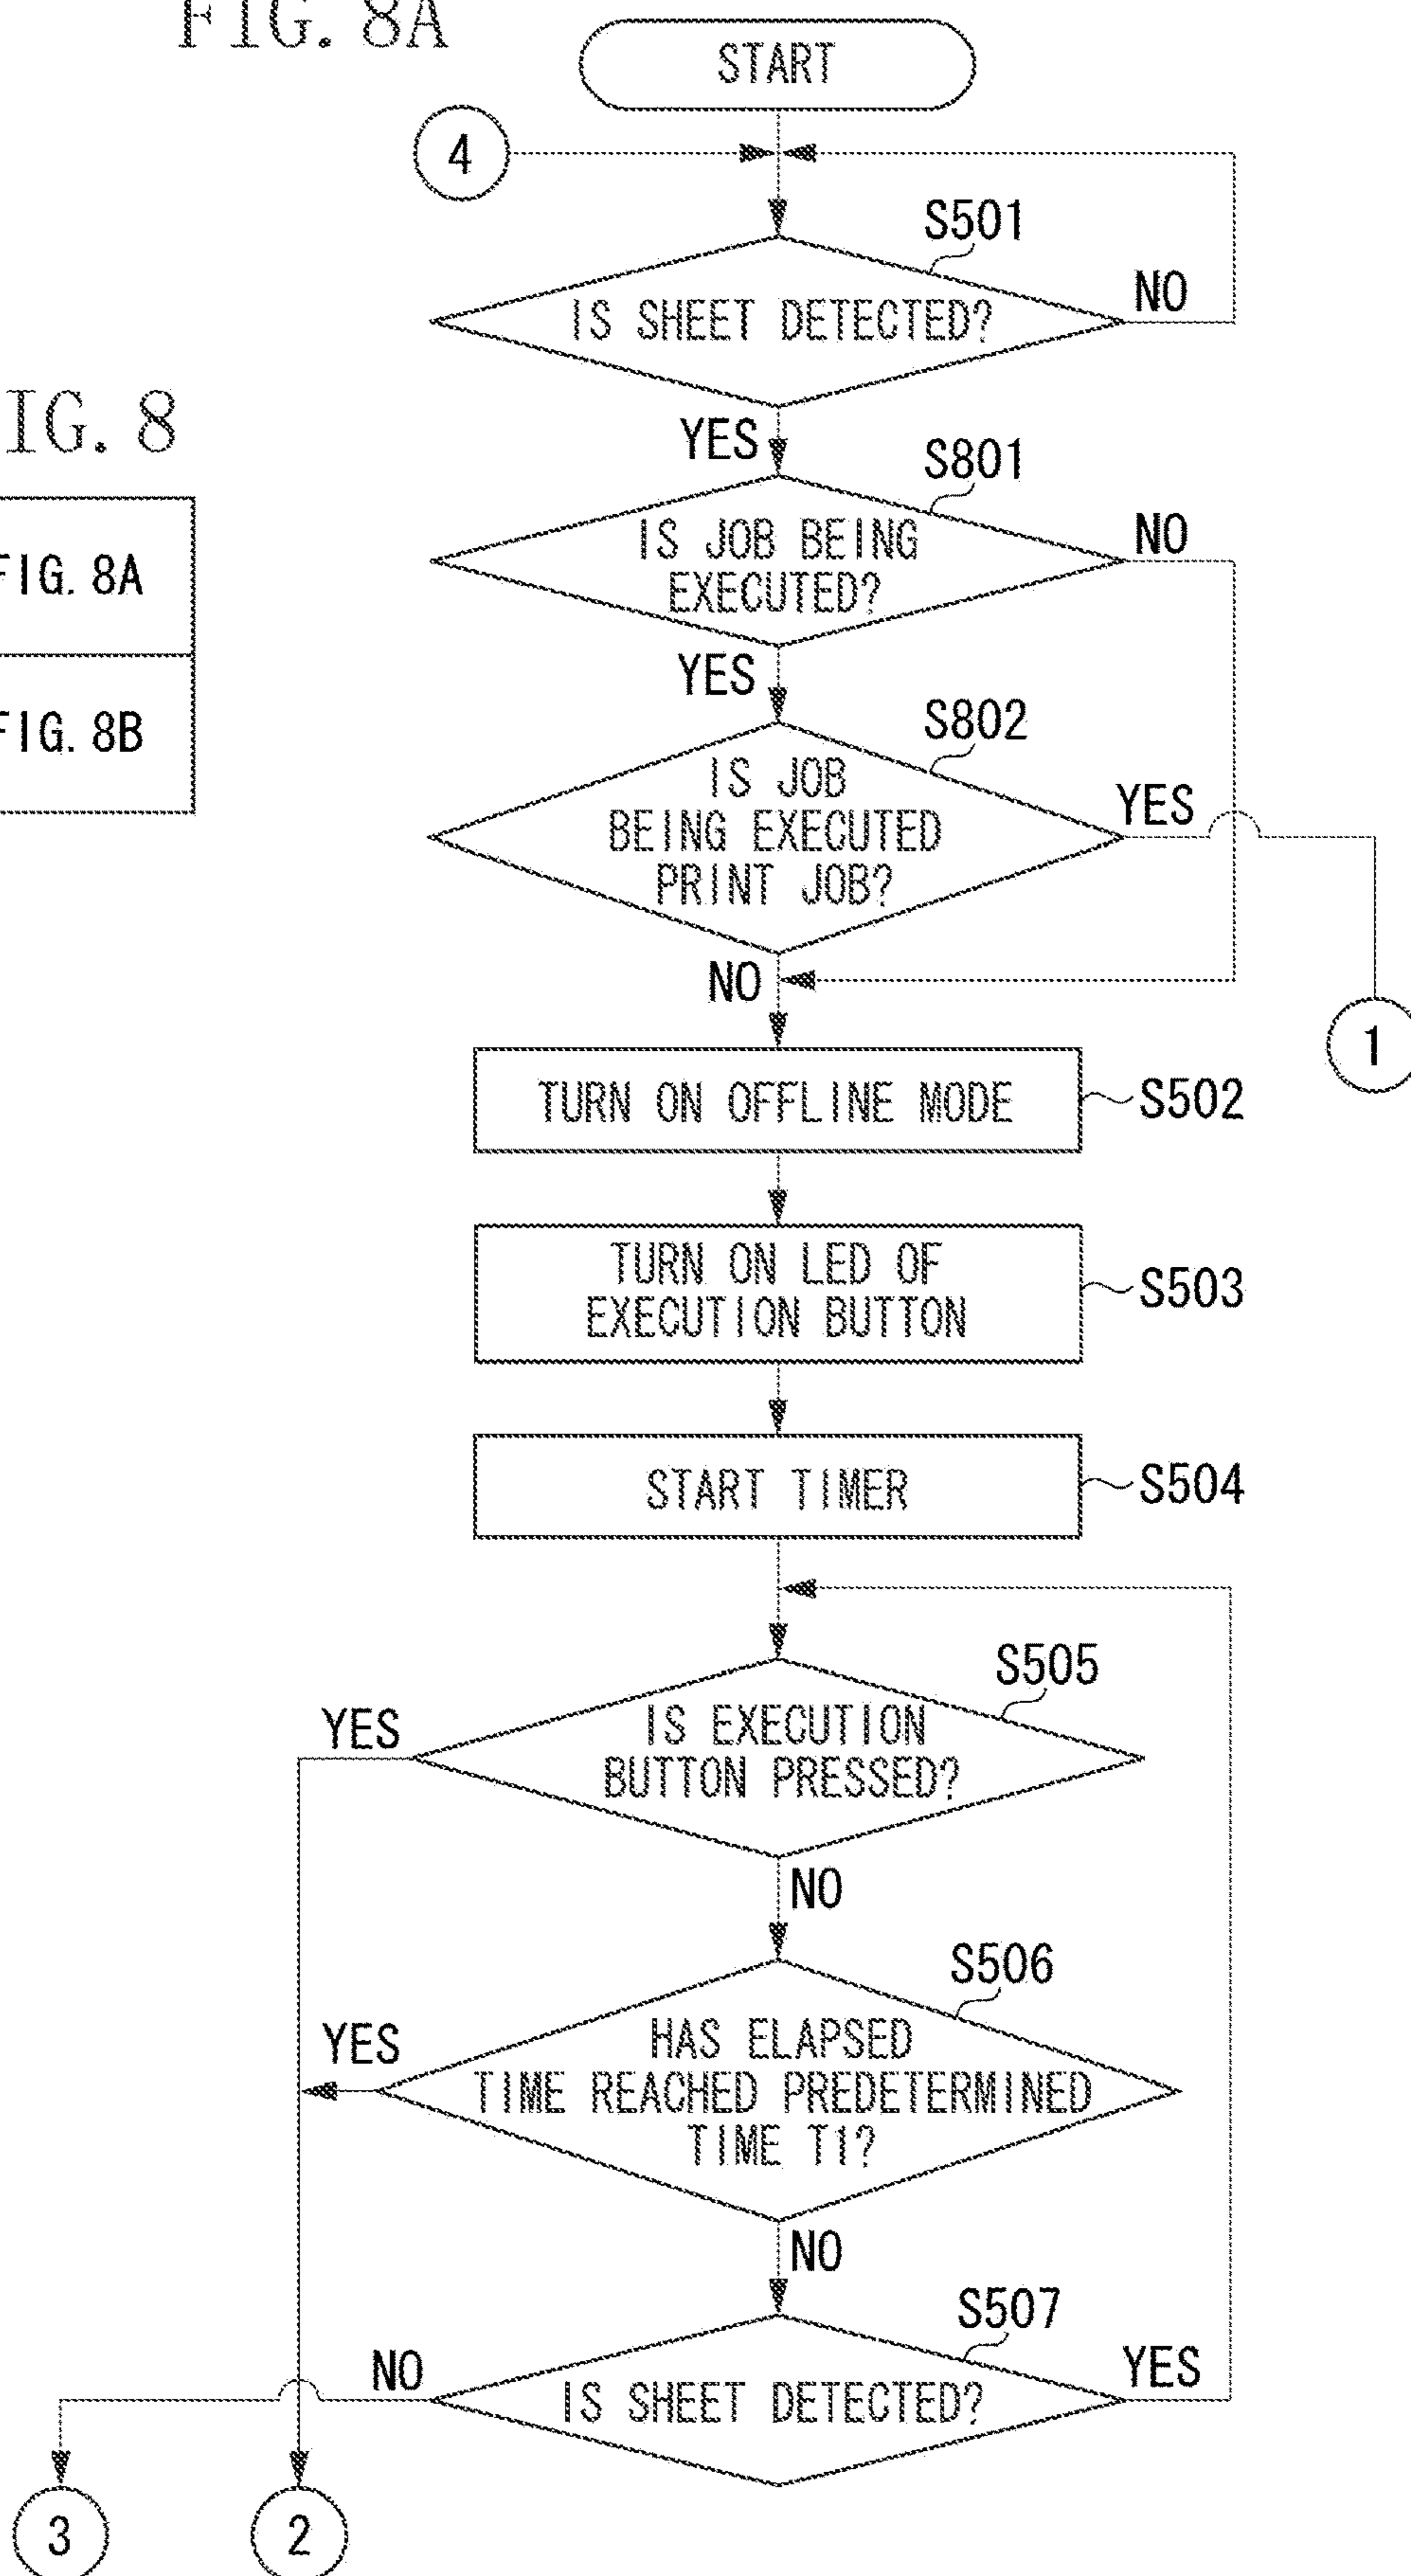 FIG. 8A
START
4
S501
IS SHEET DETECTED?
NO
YES
IG. 8
FIG. 8A
FIG. 8B
S801
IS JOB BEING
EXECUTED?
NO
YES
S802
IS JOB
BEING EXECUTED
PRINT JOB?
YES
NO
1
TURN ON OFFLINE MODE
S502
TURN ON LED OF
EXECUTION BUTTON
S503
START TIMER
S504
S505
IS EXECUTION
BUTTON PRESSED?
YES
NO
S506
HAS ELAPSED
TIME REACHED PREDETERMINED
TIME T1?
YES
NO
S507
IS SHEET DETECTED?
NO
YES
3
2